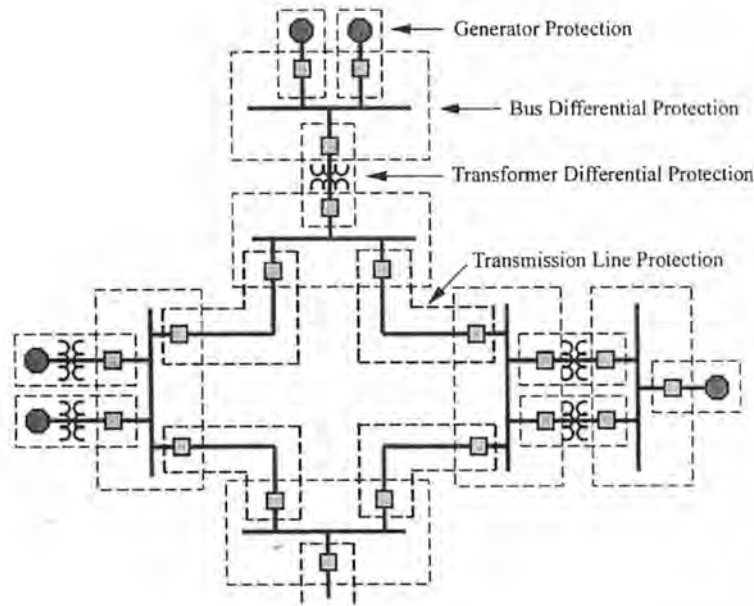 Generator Protection
Bus Differential Protection
Transformer Differential Protection
Transmission Line Protection